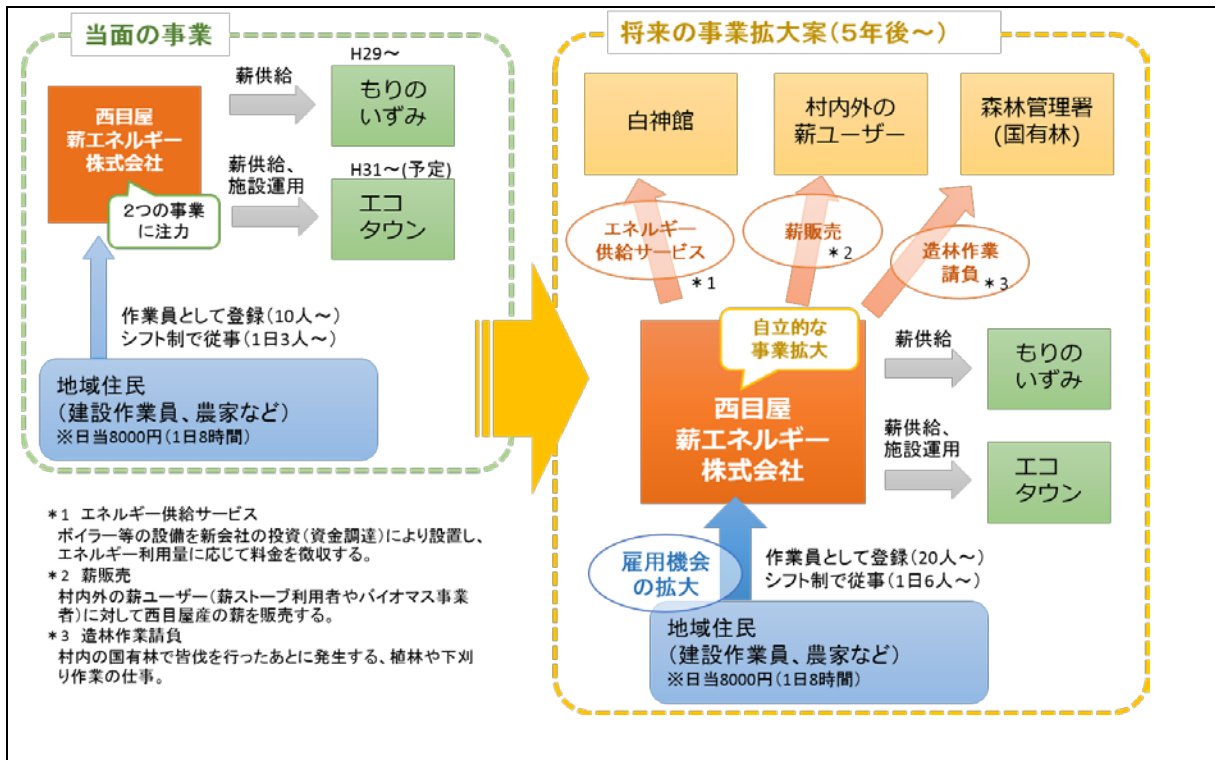 当面の事業
H29～
薪供給
もりの
いずみ
西目屋
薪エネルギー
株式会社
薪供給、
施設運用
H31～(予定)
エコ
タウン
2つの事業
に注力
作業員として登録(10人～)
シフト制で従事(1日3人～)
地域住民
(建設作業員、農家など)
※日当8000円(1日8時間)
＊1 エネルギー供給サービス
ボイラー等の設備を新会社の投資(資金調達)により設置し、
エネルギー利用量に応じて料金を徴収する。
＊2 薪販売
村内外の薪ユーザー(薪ストーブ利用者やバイオマス事業
者)に対して西目屋産の薪を販売する。
＊3 造林作業請負
村内の国有林で皆伐を行ったあとに発生する、植林や下刈
り作業の仕事。
将来の事業拡大案(5年後～)
白神館
村内外の
薪ユーザー
森林管理署
(国有林)
エネルギー
供給サービス
＊1
薪販売
＊2
造林作業
請負
＊3
自立的な
事業拡大
西目屋
薪エネルギー
株式会社
薪供給
もりの
いずみ
薪供給、
施設運用
エコ
タウン
雇用機会
の拡大
作業員として登録(20人～)
シフト制で従事(1日6人～)
地域住民
(建設作業員、農家など)
※日当8000円(1日8時間)